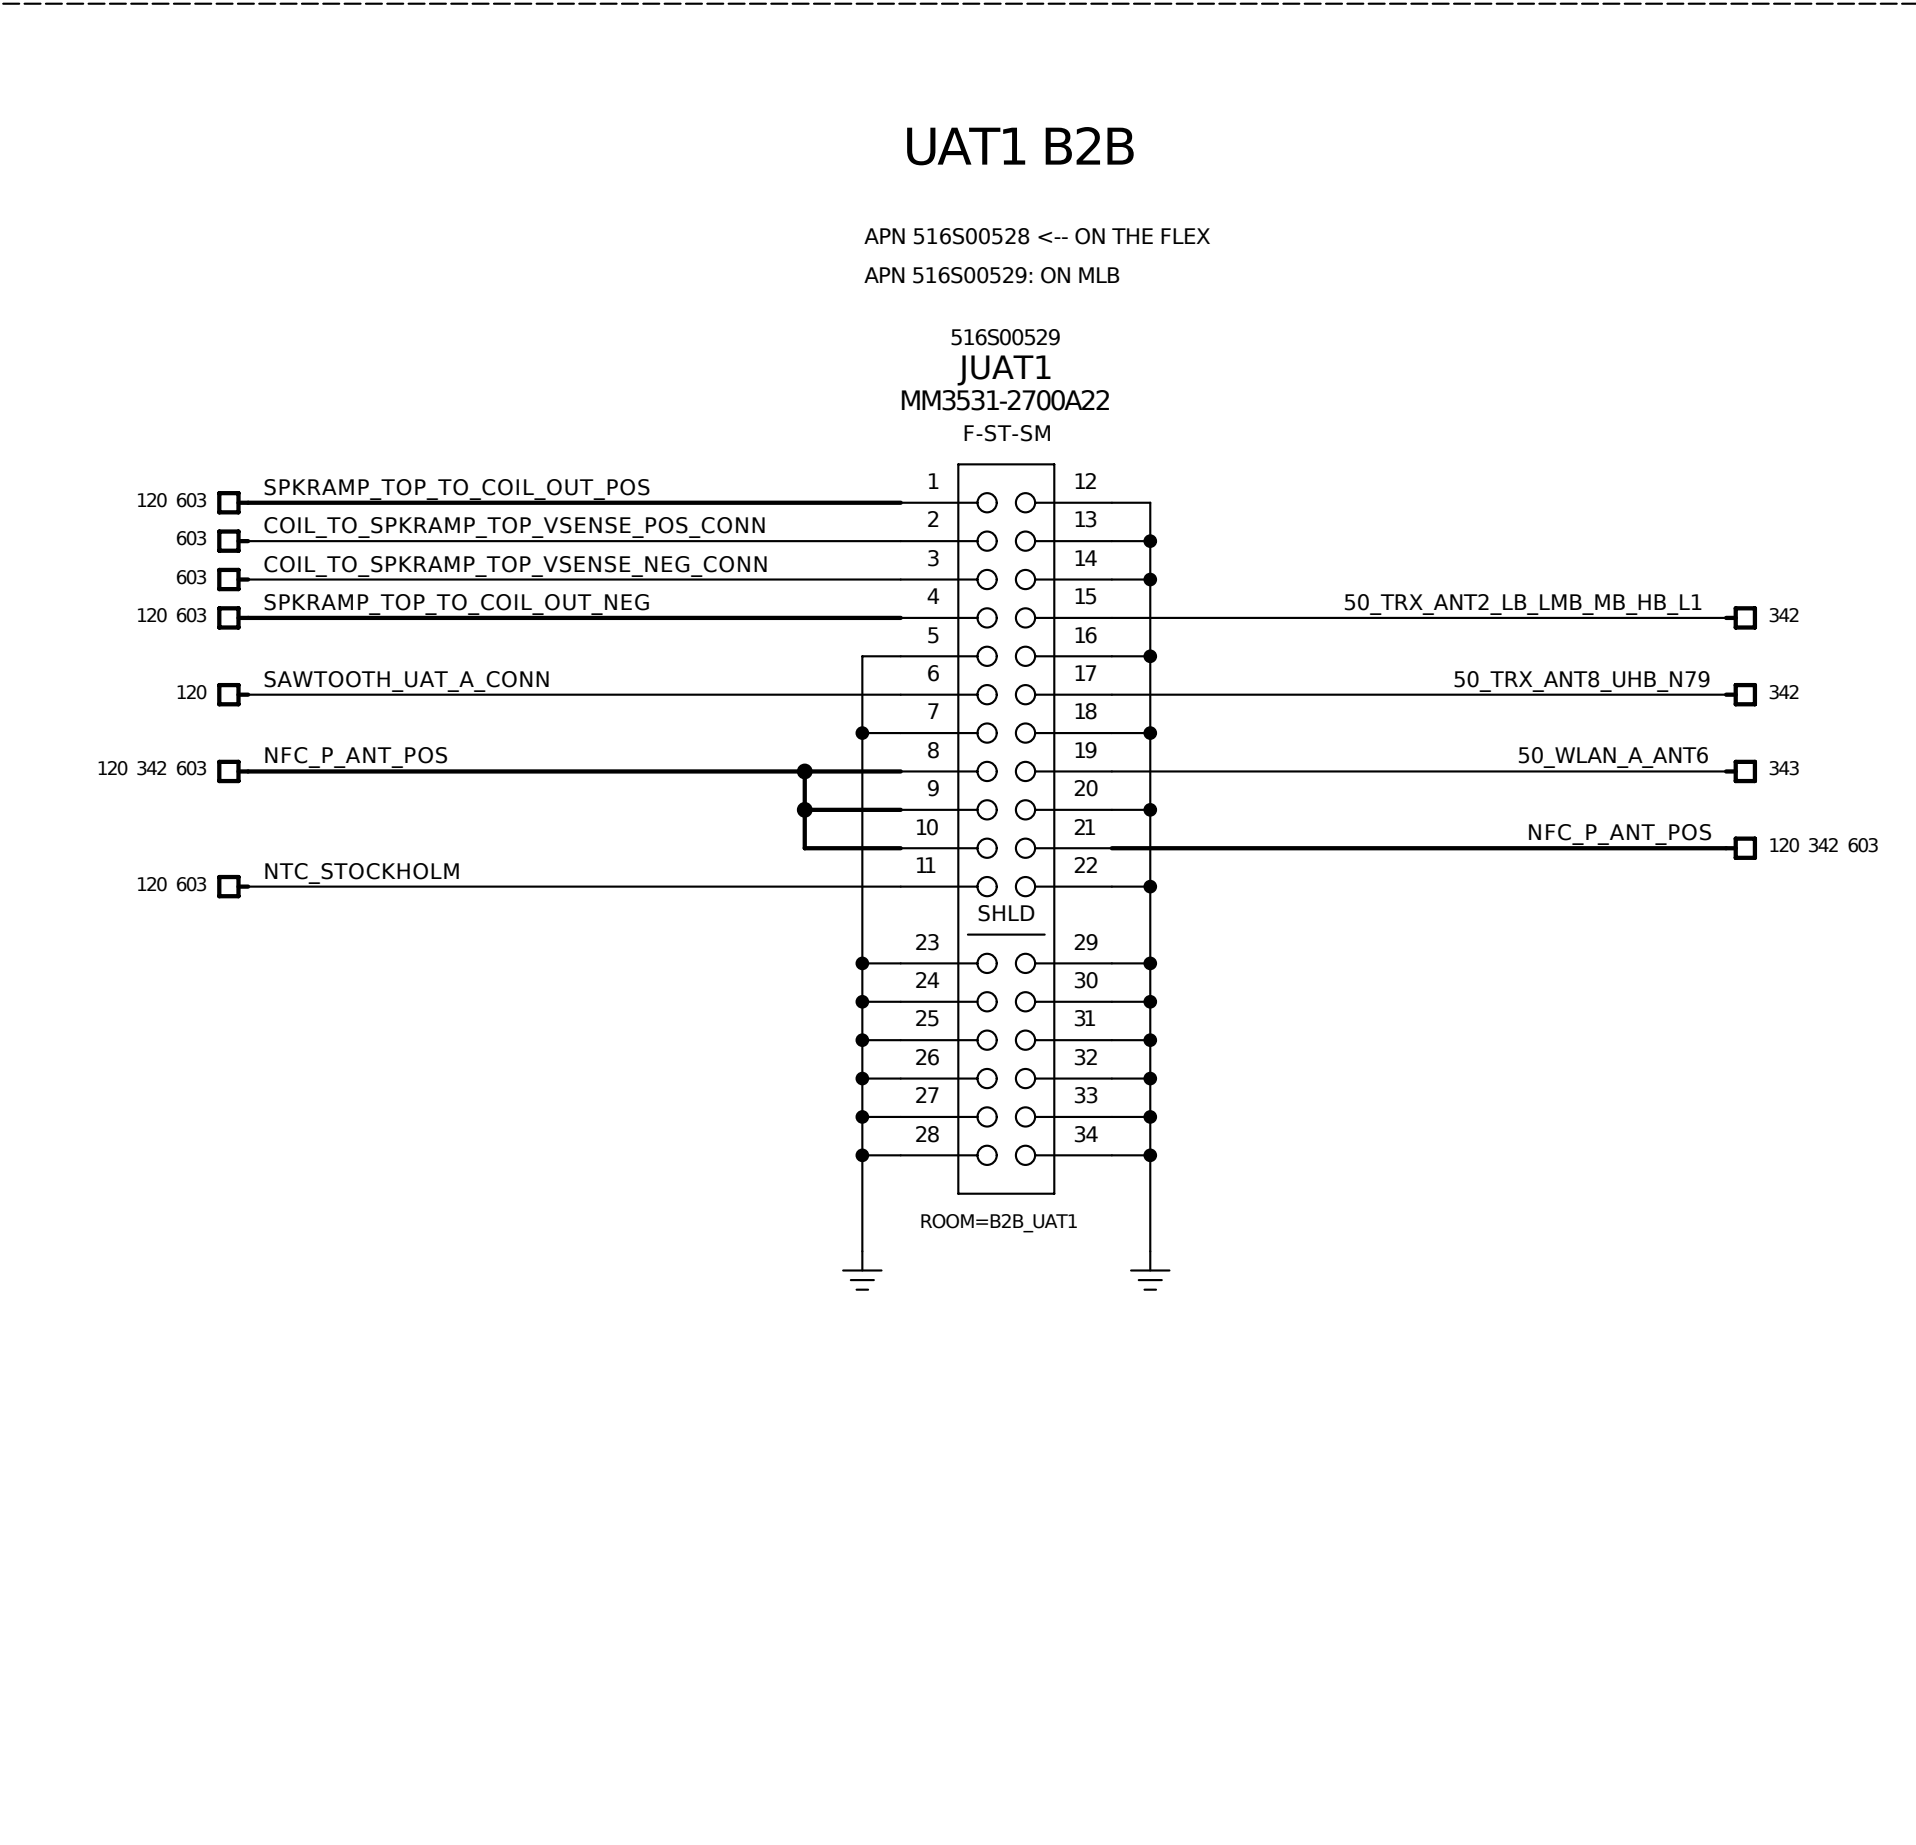 UAT1 B2B
APN 516S00528 <-- ON THE FLEX
APN 516S00529: ON MLB
516S00529
JUAT1
MM3531-2700A22
F-ST-SM
120 603 SPKRAMP_TOP_TO_COIL_OUT_POS 1 12
603 COIL_TO_SPKRAMP_TOP_VSENSE_POS_CONN 2 13
603 COIL_TO_SPKRAMP_TOP_VSENSE_NEG_CONN 3 14
120 603 SPKRAMP_TOP_TO_COIL_OUT_NEG 4 15 50_TRX_ANT2_LB_LMB_MB_HB_L1 342
5 16
120 SAWTOOTH_UAT_A_CONN 6 17 50_TRX_ANT8_UHB_N79 342
7 18
120 342 603 NFC_P_ANT_POS 8 19 50_WLAN_A_ANT6 343
9 20
10 21 NFC_P_ANT_POS 120 342 603
120 603 NTC_STOCKHOLM 11 22
SHLD
23 29
24 30
25 31
26 32
27 33
28 34
ROOM=B2B_UAT1